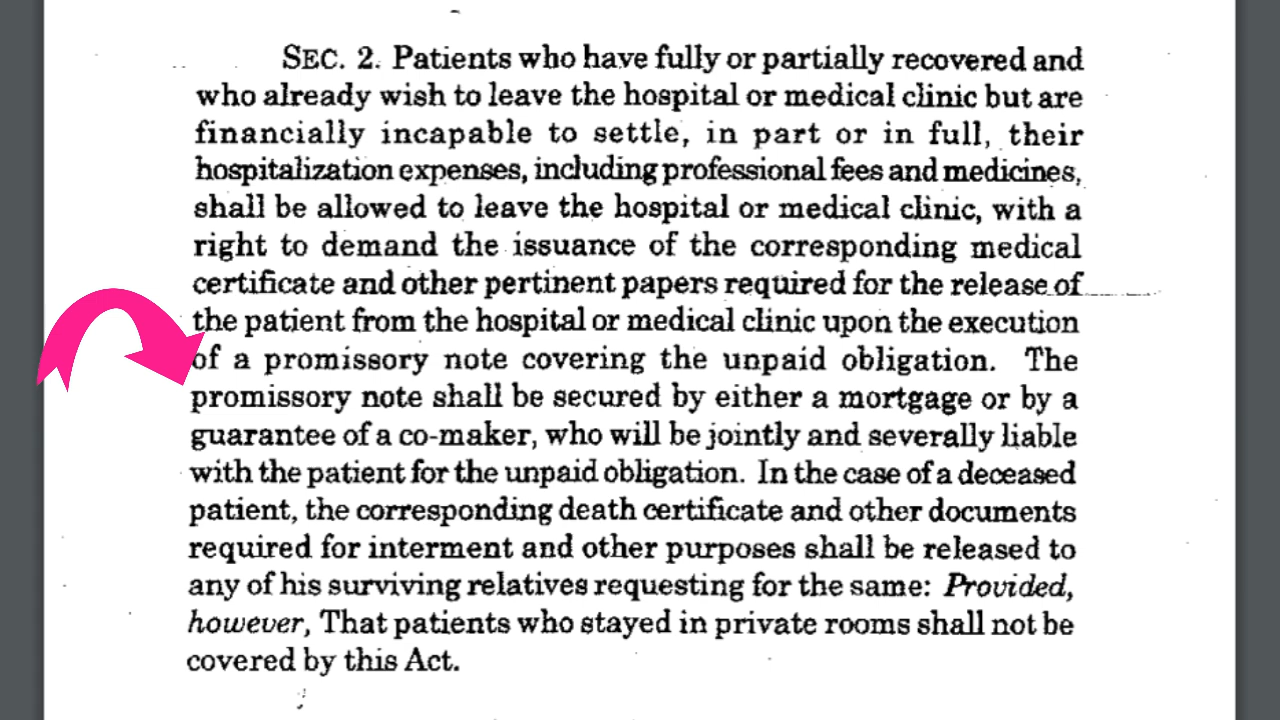 SEC. 2. Patients who have fully or partially recovered and
who already wish to leave the hospital or medical clinic but are
financially incapable to settle, in part or in full, their
hospitalization expenses, including professional fees and medicines,
shall be allowed to leave the hospital or medical clinic, with a
right to demand the issuance of the corresponding medical
certificate and other pertinent papers required for the release of
the patient from the hospital or medical clinic upon the execution
of a promissory note covering the unpaid obligation. The
promissory note shall be secured by either a mortgage or by a
guarantee of a co-maker, who will be jointly and severally liable
with the patient for the unpaid obligation. In the case of a deceased
patient, the corresponding death certificate and other documents
required for interment and other purposes shall be released to
any of his surviving relatives requesting for the same: Provided,
however, That patients who stayed in private rooms shall not be
covered by this Act.